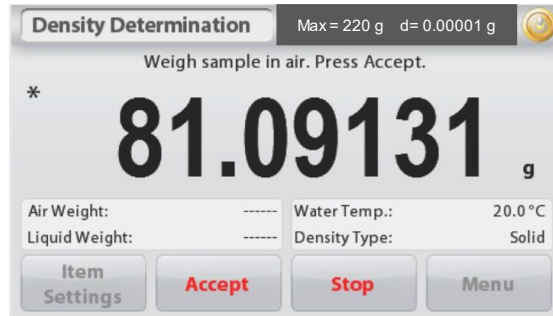 Density Determination Max = 220 g d= 0.00001 g
Weigh sample in air. Press Accept.
*
81.09131 g
Air Weight: ------ Water Temp.: 20.0°C
Liquid Weight: ------ Density Type: Solid
Item Settings Accept Stop Menu